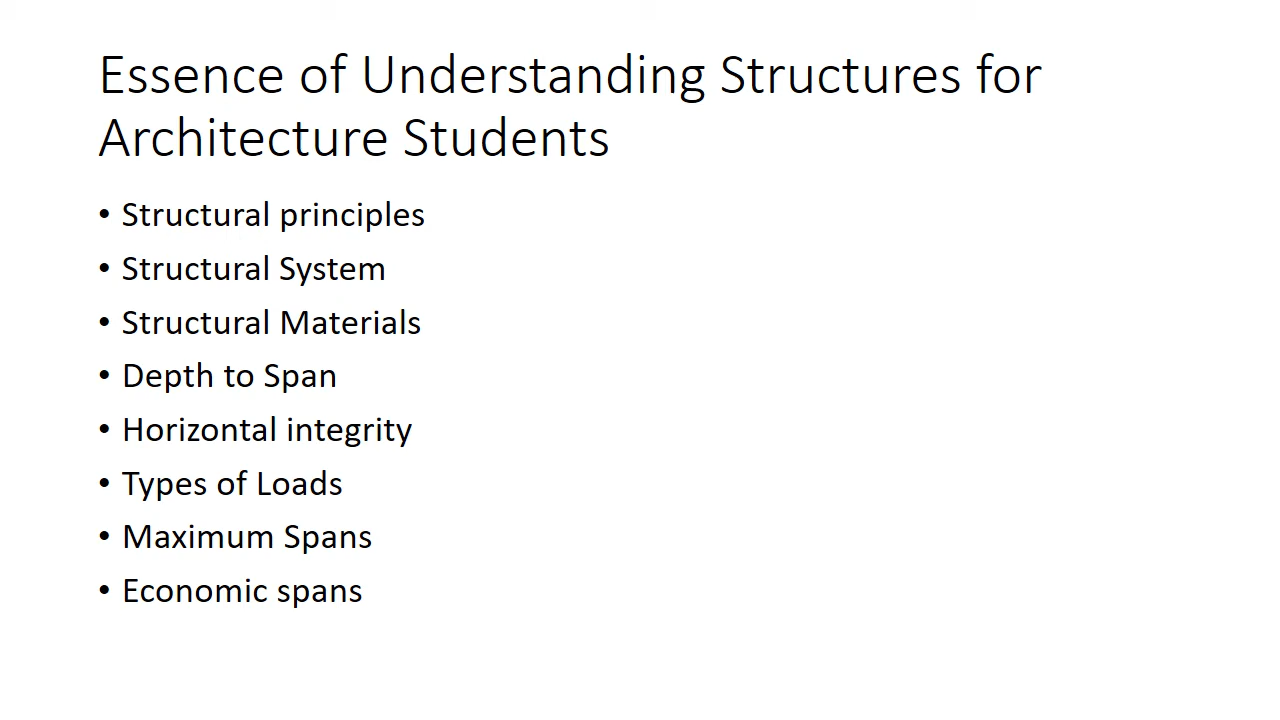 Essence of Understanding Structures for
Architecture Students
• Structural principles
• Structural System
• Structural Materials
• Depth to Span
• Horizontal integrity
• Types of Loads
• Maximum Spans
• Economic spans